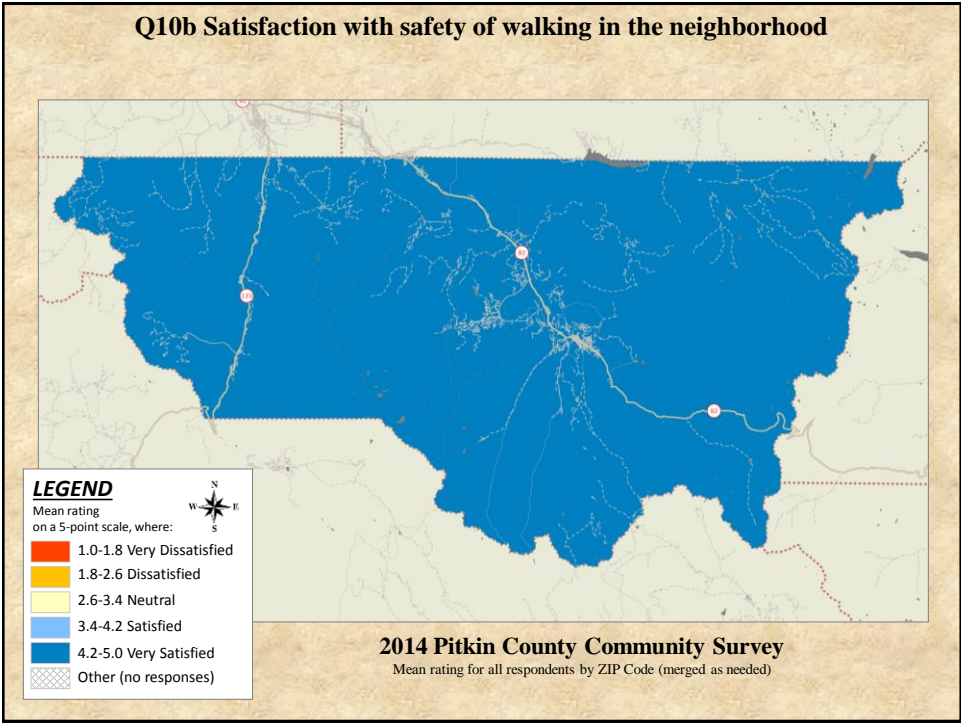 Q10b Satisfaction with safety of walking in the neighborhood
82
133
82
82
LEGEND
Mean rating
on a 5-point scale, where:
N
W
E
S
1.0-1.8 Very Dissatisfied
1.8-2.6 Dissatisfied
2.6-3.4 Neutral
3.4-4.2 Satisfied
4.2-5.0 Very Satisfied
Other (no responses)
2014 Pitkin County Community Survey
Mean rating for all respondents by ZIP Code (merged as needed)